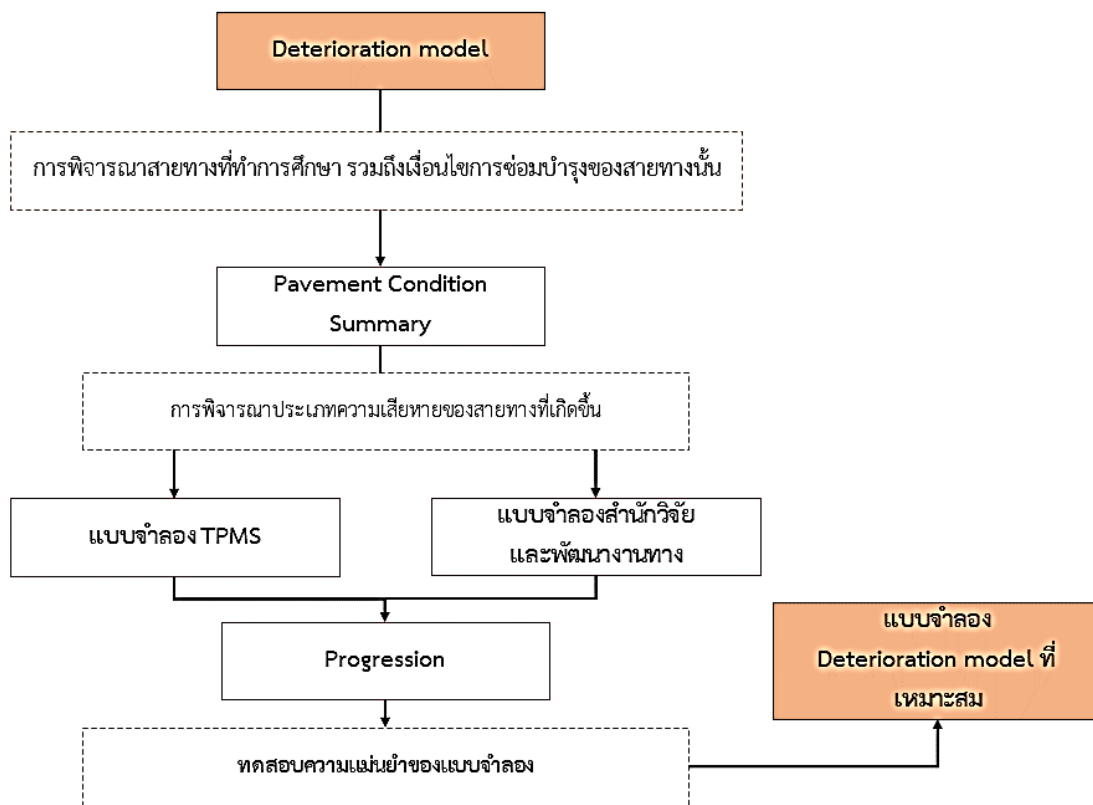 Deterioration model
การพิจารณาสายทางที่ทำการศึกษา รวมถึงเงื่อนไขการซ่อมบำรุงของสายทางนั้น
Pavement Condition
Summary
การพิจารณาประเภทความเสียหายของสายทางที่เกิดขึ้น
แบบจำลอง TPMS
แบบจำลองสำนักวิจัย
และพัฒนางานทาง
Progression
แบบจำลอง
Deterioration model ที่
เหมาะสม
ทดสอบความแม่นยำของแบบจำลอง